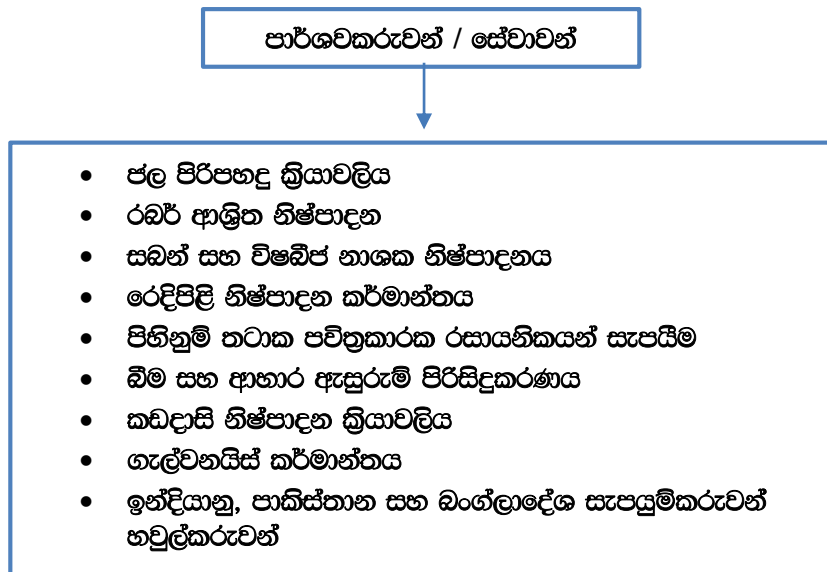 පාර්ශවකරුවන් / සේවාවන්
• ජල පිරිපහදු ක්‍රියාවලිය
• රබර් ආශ්‍රිත නිෂ්පාදන
• සබන් සහ විෂබීජ නාශක නිෂ්පාදනය
• රෙදිපිළි නිෂ්පාදන කර්මාන්තය
• පිහිනුම් තටාක පවිත්‍රකාරක රසායනිකයන් සැපයීම
• බීම සහ ආහාර ඇසුරුම් පිරිසිදුකරණය
• කඩදාසි නිෂ්පාදන ක්‍රියාවලිය
• ගැල්වනයිස් කර්මාන්තය
• ඉන්දියානු, පාකිස්තාන සහ බංග්ලාදේශ සැපයුම්කරුවන්
හවුල්කරුවන්